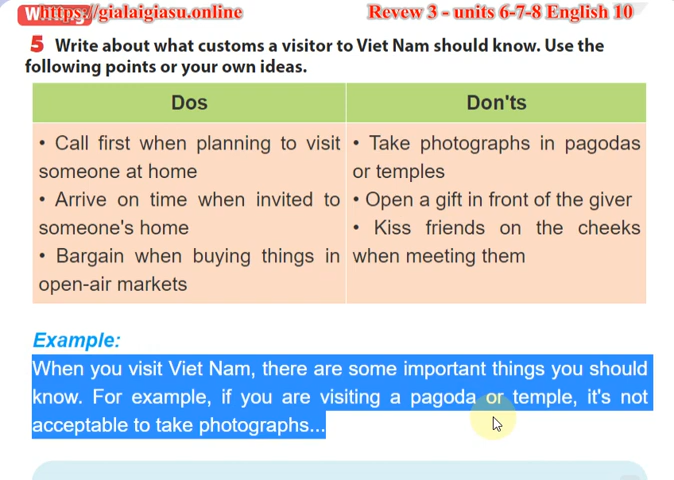 Writing
https://gialaigiasu.online
Revew 3 - units 6-7-8 English 10
5 Write about what customs a visitor to Viet Nam should know. Use the
following points or your own ideas.
Dos
Don'ts
• Call first when planning to visit
someone at home
• Arrive on time when invited to
someone's home
• Bargain when buying things in
open-air markets
• Take photographs in pagodas
or temples
• Open a gift in front of the giver
• Kiss friends on the cheeks
when meeting them
Example:
When you visit Viet Nam, there are some important things you should
know. For example, if you are visiting a pagoda or temple, it's not
acceptable to take photographs...